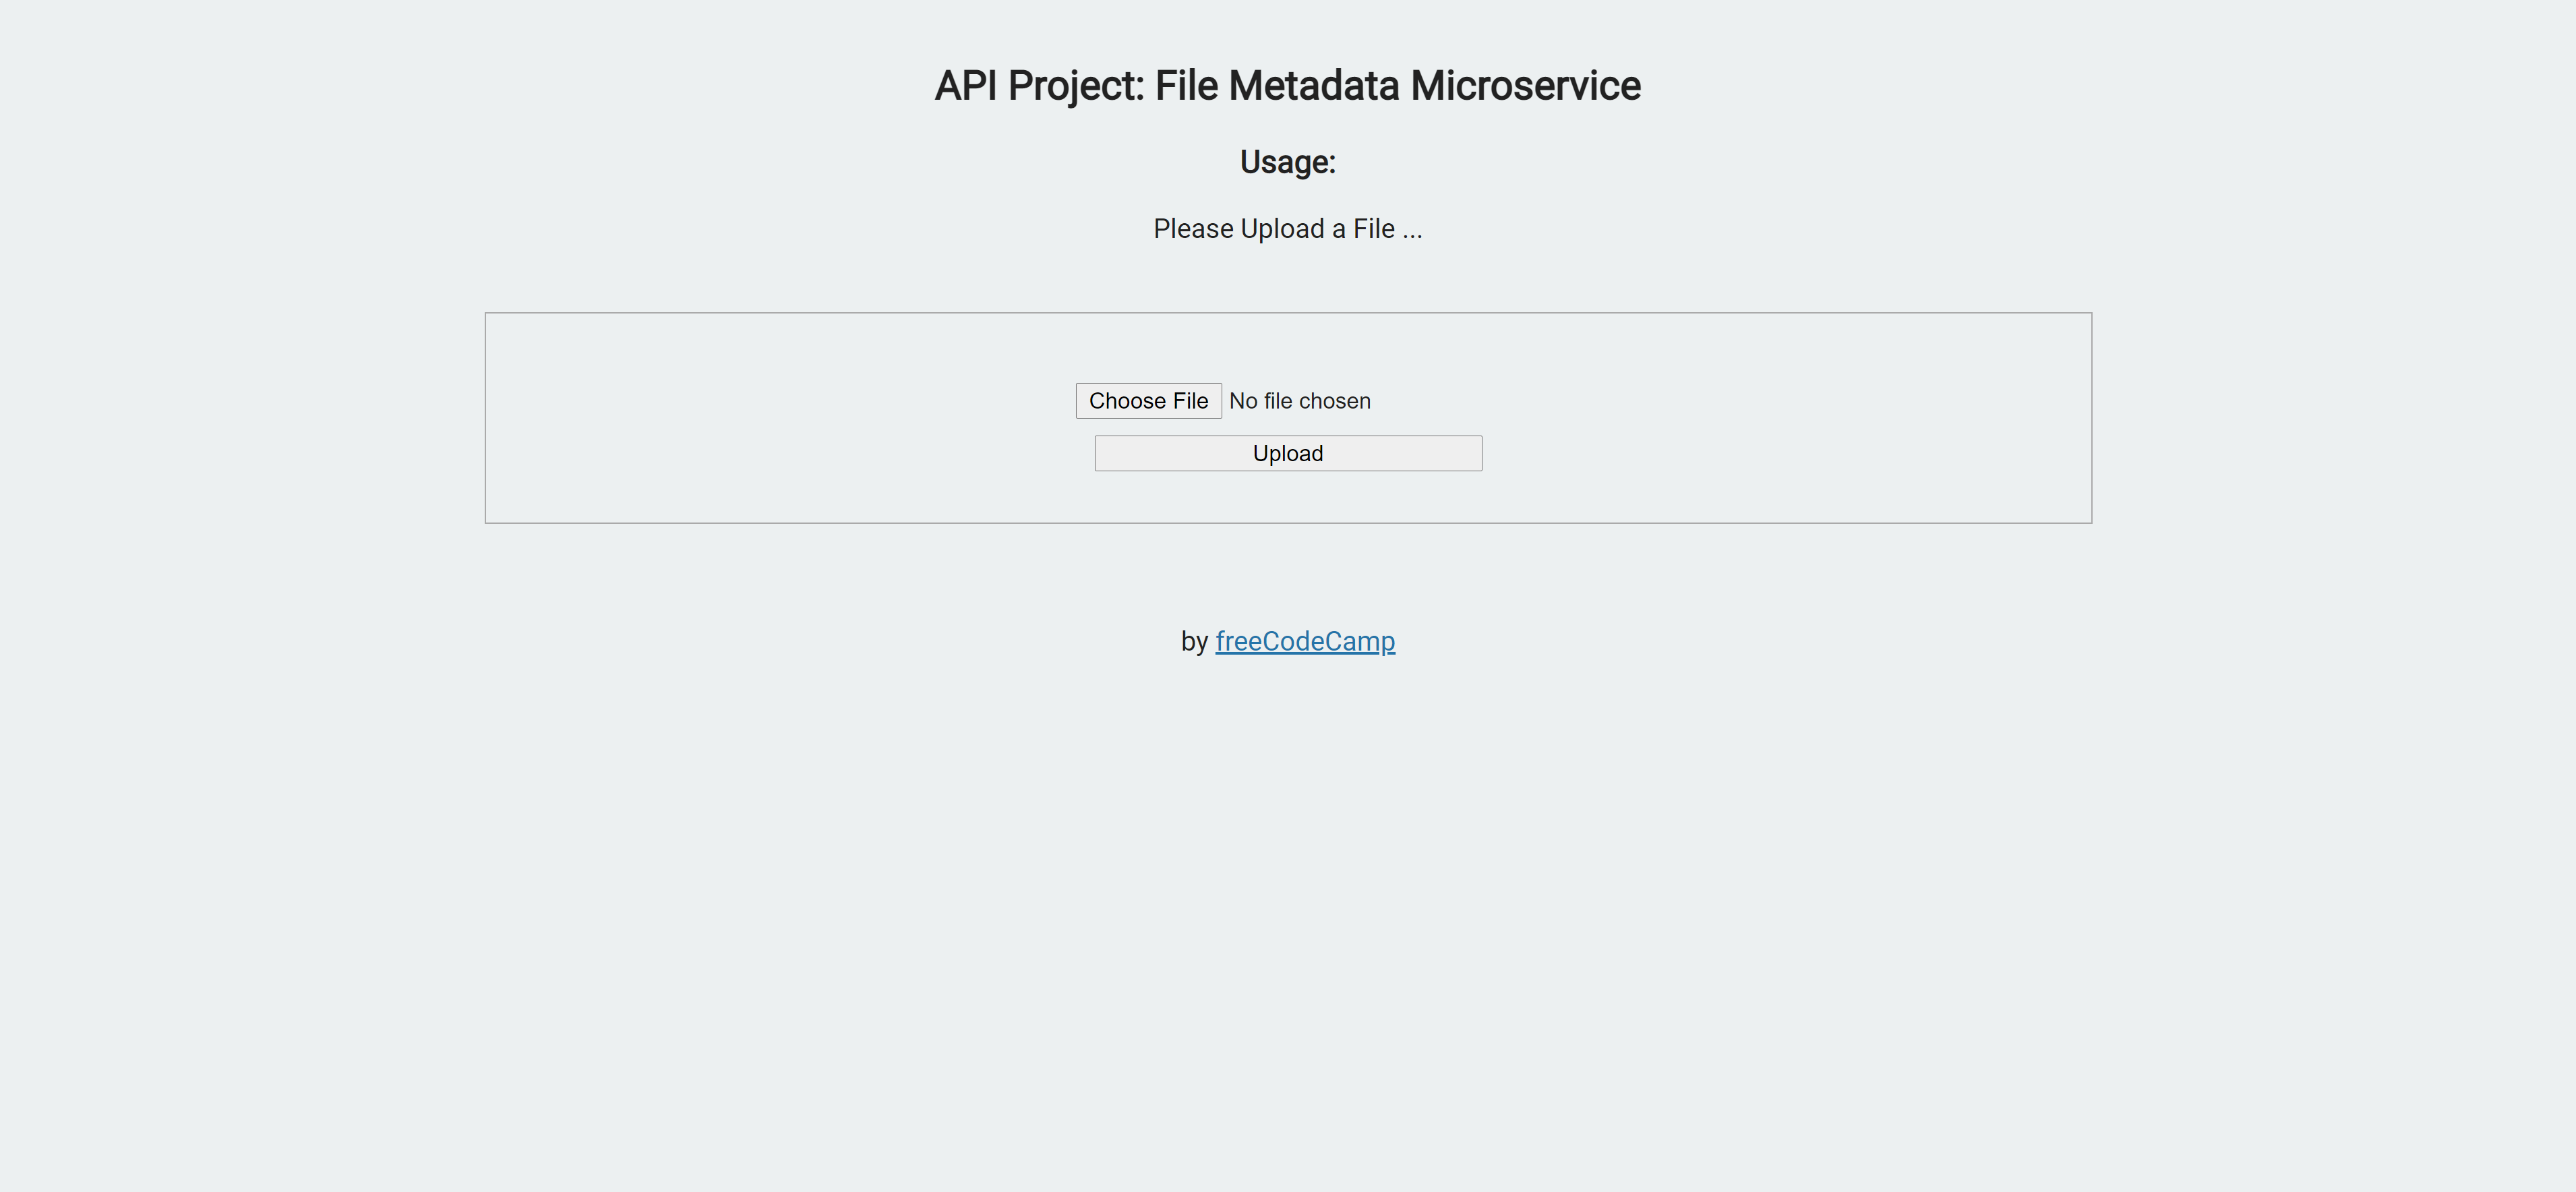 API Project: File Metadata Microservice
Usage:
Please Upload a File ...
Choose File No file chosen
Upload
by freeCodeCamp